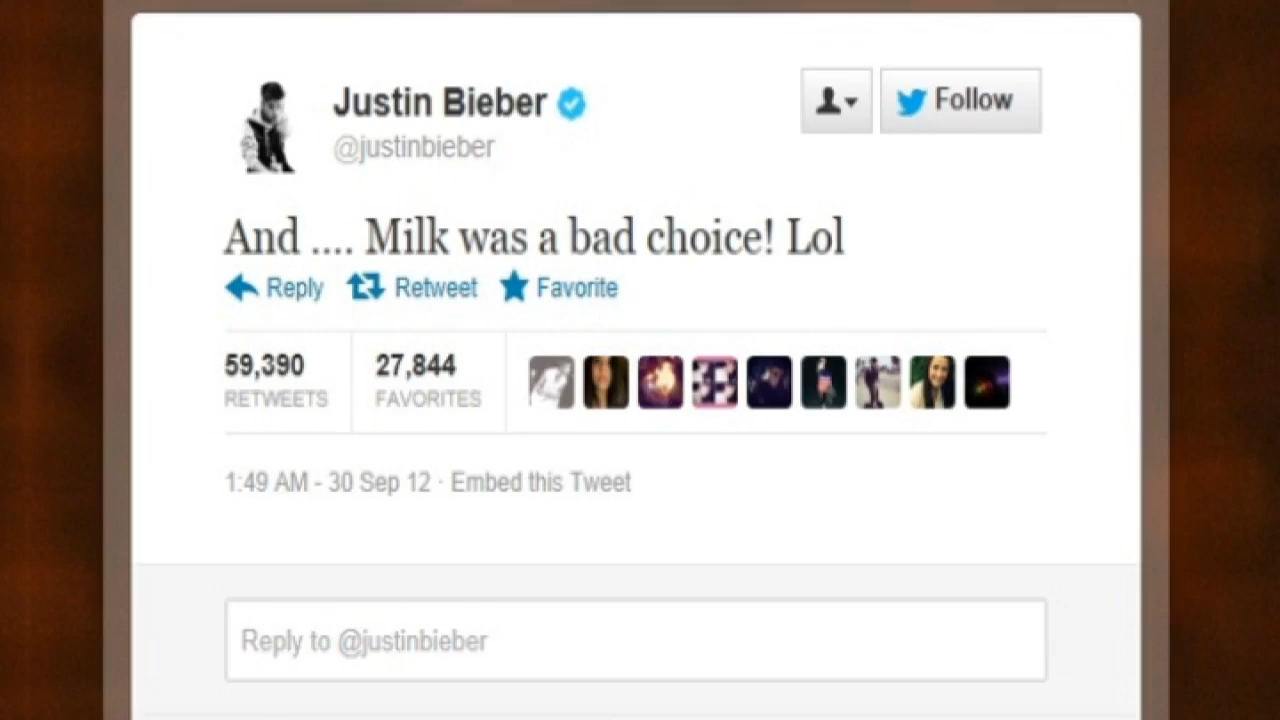 Justin Bieber
@justinbieber
Follow
And .... Milk was a bad choice! Lol
Reply Retweet Favorite
59,390 27,844
RETWEETS FAVORITES
1:49 AM - 30 Sep 12 · Embed this Tweet
Reply to @justinbieber